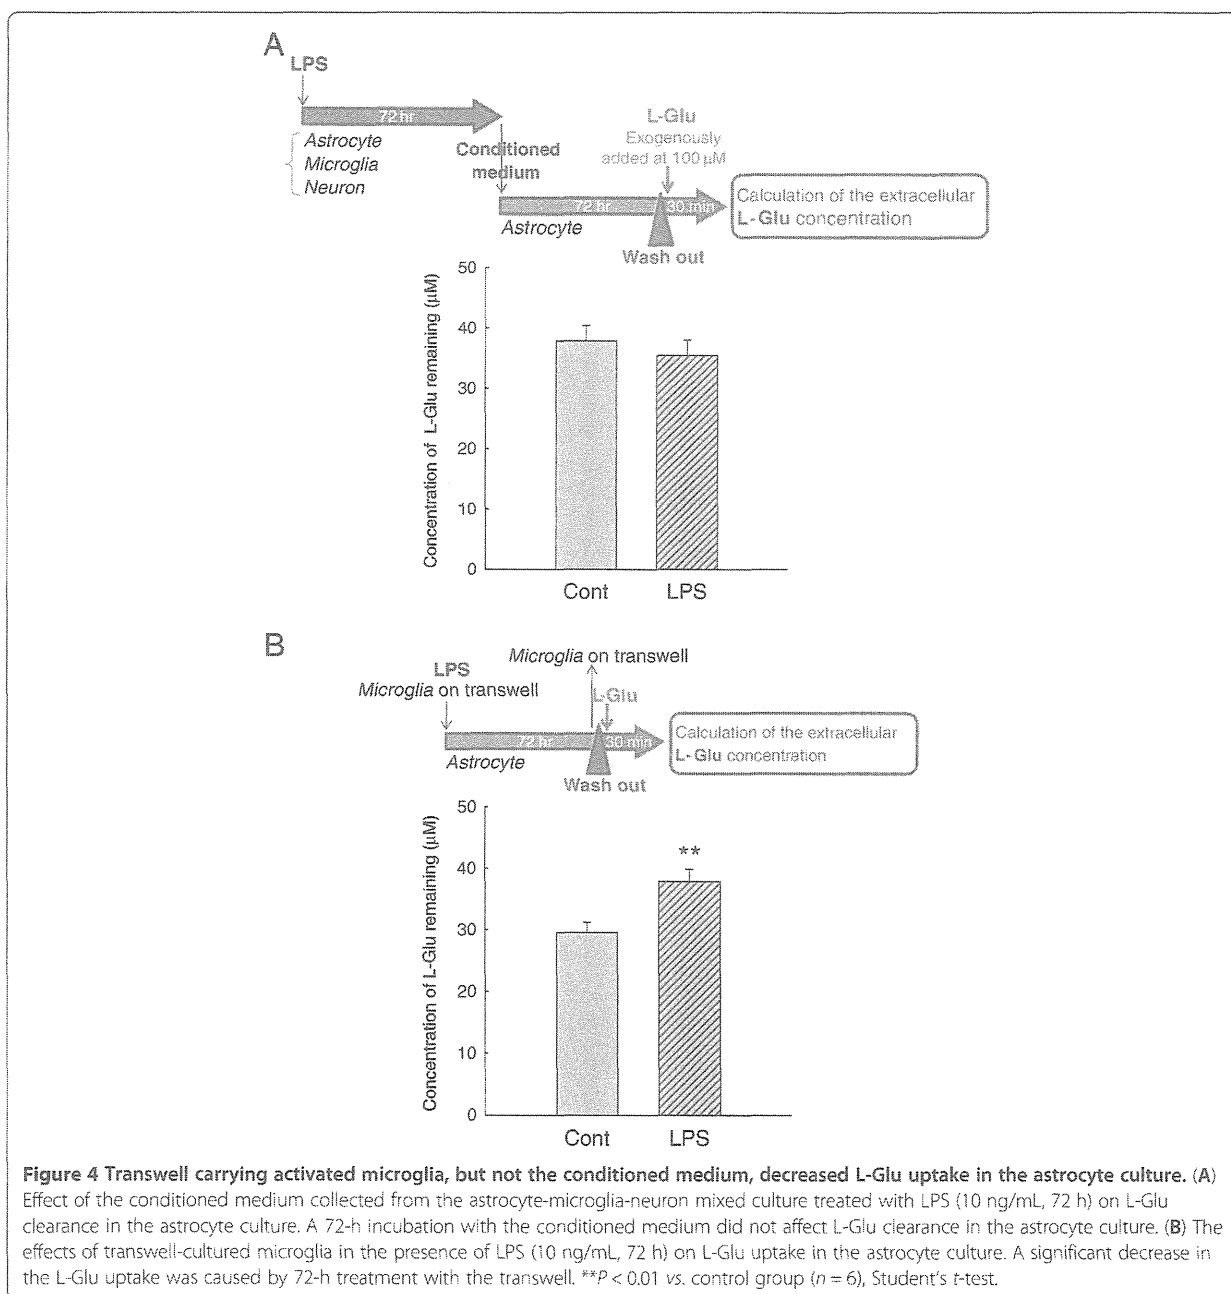 A
LPS
72 hr
Astrocyte
Microglia
Neuron
Conditioned
medium
L-Glu
Exogenously
added at 100 µM
72 hr
30 min
Astrocyte
Wash out
Calculation of the extracellular
L-Glu concentration
Concentration of L-Glu remaining (µM)
50
40
30
20
10
0
Cont
LPS
B
Microglia on transwell
LPS
Microglia on transwell
L-Glu
72 hr
30 min
Astrocyte
Wash out
Calculation of the extracellular
L-Glu concentration
Concentration of L-Glu remaining (µM)
50
40
30
20
10
0
**
Cont
LPS
Figure 4 Transwell carrying activated microglia, but not the conditioned medium, decreased L-Glu uptake in the astrocyte culture. (A)
Effect of the conditioned medium collected from the astrocyte-microglia-neuron mixed culture treated with LPS (10 ng/mL, 72 h) on L-Glu
clearance in the astrocyte culture. A 72-h incubation with the conditioned medium did not affect L-Glu clearance in the astrocyte culture. (B) The
effects of transwell-cultured microglia in the presence of LPS (10 ng/mL, 72 h) on L-Glu uptake in the astrocyte culture. A significant decrease in
the L-Glu uptake was caused by 72-h treatment with the transwell. **P < 0.01 vs. control group (n = 6), Student's t-test.